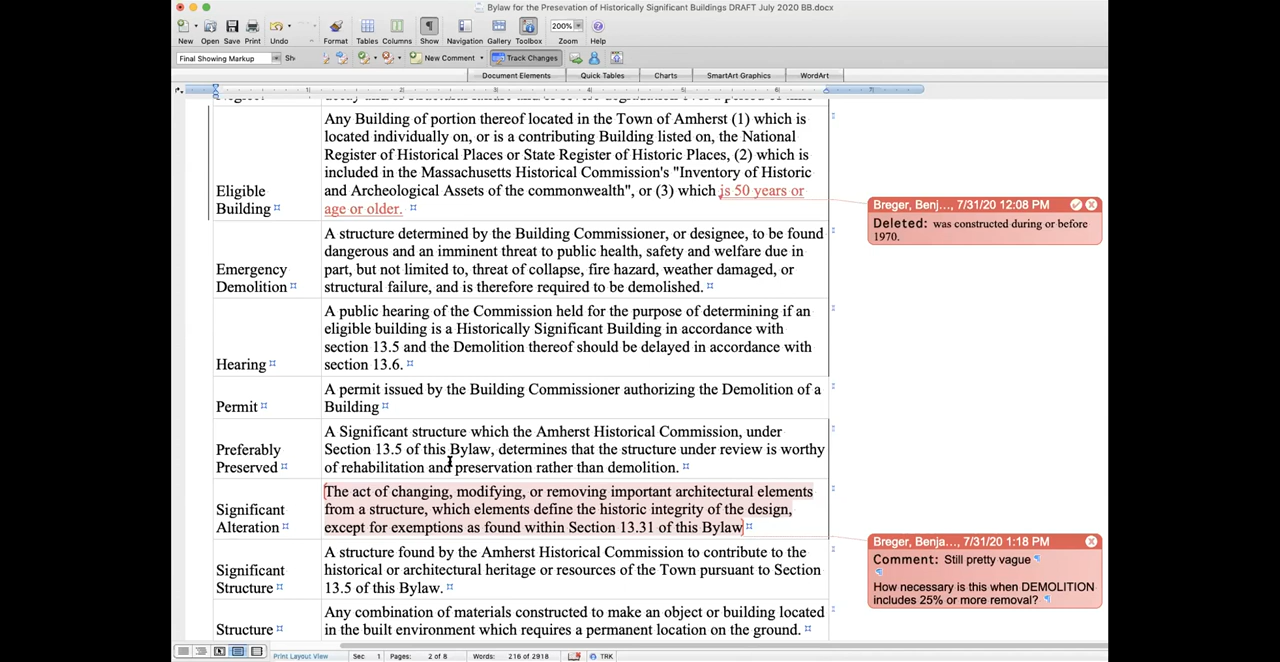 Bylaw for the Presevation of Historically Significant Buildings DRAFT July 2020 BB.docx
200%
New Open Save Print Undo Format Tables Columns Show Navigation Gallery Toolbox Zoom Help
Final Showing Markup Sh New Comment Track Changes
Document Elements Quick Tables Charts SmartArt Graphics WordArt
Any Building of portion thereof located in the Town of Amherst (1) which is
located individually on, or is a contributing Building listed on, the National
Register of Historical Places or State Register of Historic Places, (2) which is
included in the Massachusetts Historical Commission's "Inventory of Historic
Eligible and Archeological Assets of the commonwealth", or (3) which is 50 years or
Building age or older.
Breger, Benj..., 7/31/20 12:08 PM
Deleted: was constructed during or before
1970.
A structure determined by the Building Commissioner, or designee, to be found
dangerous and an imminent threat to public health, safety and welfare due in
Emergency part, but not limited to, threat of collapse, fire hazard, weather damaged, or
Demolition structural failure, and is therefore required to be demolished.
A public hearing of the Commission held for the purpose of determining if an
eligible building is a Historically Significant Building in accordance with
section 13.5 and the Demolition thereof should be delayed in accordance with
Hearing section 13.6.
A permit issued by the Building Commissioner authorizing the Demolition of a
Permit Building
A Significant structure which the Amherst Historical Commission, under
Preferably Section 13.5 of this Bylaw, determines that the structure under review is worthy
Preserved of rehabilitation and preservation rather than demolition.
The act of changing, modifying, or removing important architectural elements
Significant from a structure, which elements define the historic integrity of the design,
Alteration except for exemptions as found within Section 13.31 of this Bylaw
Breger, Benja..., 7/31/20 1:18 PM
Comment: Still pretty vague
How necessary is this when DEMOLITION
includes 25% or more removal?
A structure found by the Amherst Historical Commission to contribute to the
Significant historical or architectural heritage or resources of the Town pursuant to Section
Structure 13.5 of this Bylaw.
Any combination of materials constructed to make an object or building located
Structure in the built environment which requires a permanent location on the ground.
Print Layout View Sec 1 Pages: 2 of 8 Words: 216 of 2918 TRK